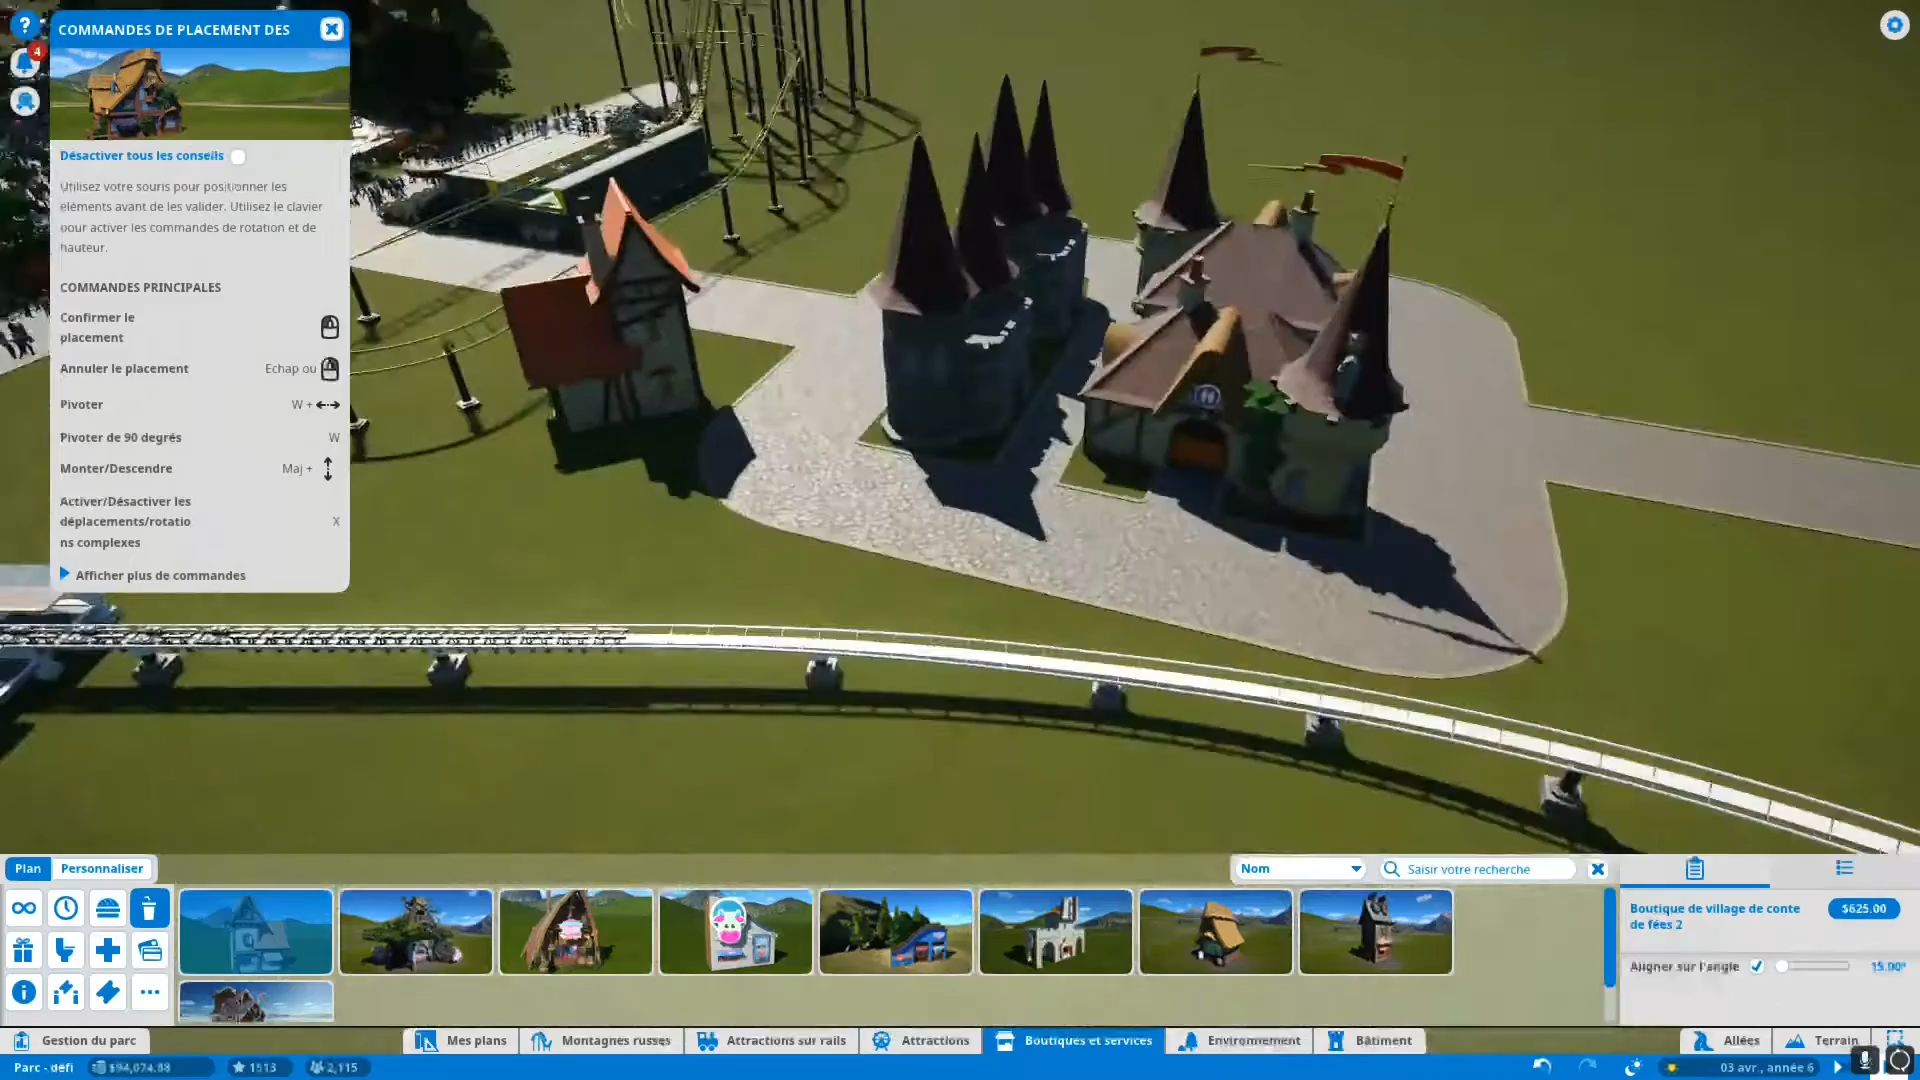 COMMANDES DE PLACEMENT DES
?
4
Désactiver tous les conseils
Utilisez votre souris pour positionner les
éléments avant de les valider. Utilisez le clavier
pour activer les commandes de rotation et de
hauteur.
COMMANDES PRINCIPALES
Confirmer le
placement
Annuler le placement Echap ou
Pivoter W +
Pivoter de 90 degrés W
Monter/Descendre Maj +
Activer/Désactiver les
déplacements/rotatio X
ns complexes
Afficher plus de commandes
Plan Personnaliser
Nom
Saisir votre recherche
Boutique de village de conte
de fées 2
$625.00
Aligner sur l'angle 15.00°
Gestion du parc
Mes plans
Montagnes russes
Attractions sur rails
Attractions
Boutiques et services
Environnement
Bâtiment
Allées
Terrain
Parc - défi
$94,074.88
1513
2,115
03 avr., année 6